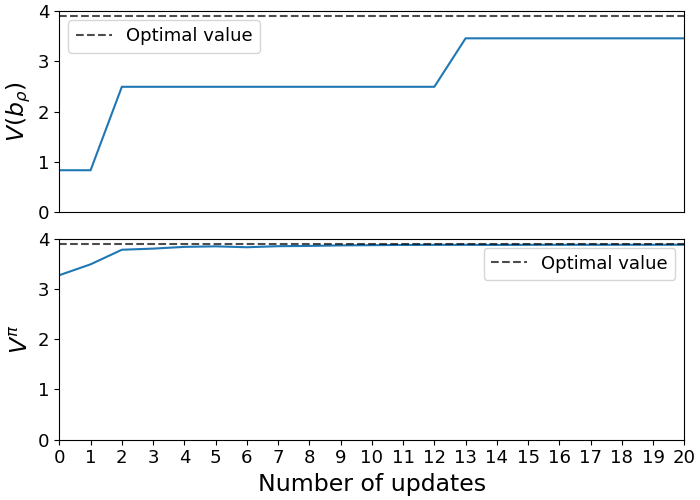 4
Optimal value
3
2
1
0
V(bρ)
4
Optimal value
3
2
1
0
Vπ
0 1 2 3 4 5 6 7 8 9 10 11 12 13 14 15 16 17 18 19 20
Number of updates